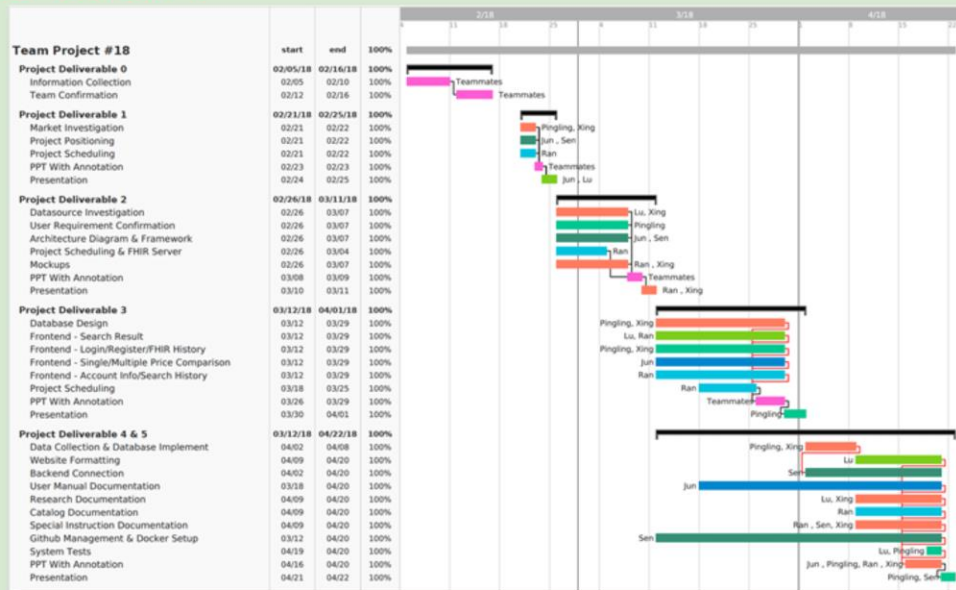 2/18 3/18 4/18
4 11 18 25 4 11 18 25 1 8 15 22
Team Project #18 start end 100%
Project Deliverable 0 02/05/18 02/16/18 100%
Information Collection 02/05 02/10 100% Teammates
Team Confirmation 02/12 02/16 100% Teammates
Project Deliverable 1 02/21/18 02/25/18 100%
Market Investigation 02/21 02/22 100% Pingling, Xing
Project Positioning 02/21 02/22 100% Jun , Sen
Project Scheduling 02/21 02/22 100% Ran
PPT With Annotation 02/23 02/23 100% Teammates
Presentation 02/24 02/25 100% Jun , Lu
Project Deliverable 2 02/26/18 03/11/18 100%
Datasource Investigation 02/26 03/07 100% Lu, Xing
User Requirement Confirmation 02/26 03/07 100% Pingling
Architecture Diagram & Framework 02/26 03/07 100% Jun , Sen
Project Scheduling & FHIR Server 02/26 03/04 100% Ran
Mockups 02/26 03/07 100% Ran , Xing
PPT With Annotation 03/08 03/09 100% Teammates
Presentation 03/10 03/11 100% Ran , Xing
Project Deliverable 3 03/12/18 04/01/18 100%
Database Design 03/12 03/29 100% Pingling, Xing
Frontend - Search Result 03/12 03/29 100% Lu, Ran
Frontend - Login/Register/FHIR History 03/12 03/29 100% Pingling, Xing
Frontend - Single/Multiple Price Comparison 03/12 03/29 100% Jun
Frontend - Account Info/Search History 03/12 03/29 100% Ran
Project Scheduling 03/18 03/25 100% Ran
PPT With Annotation 03/26 03/29 100% Teammates
Presentation 03/30 04/01 100% Pingling
Project Deliverable 4 & 5 03/12/18 04/22/18 100%
Data Collection & Database Implement 04/02 04/08 100% Pingling, Xing
Website Formatting 04/09 04/20 100% Lu
Backend Connection 04/02 04/20 100% Sen
User Manual Documentation 03/18 04/20 100% Jun
Research Documentation 04/09 04/20 100% Lu, Xing
Catalog Documentation 04/09 04/20 100% Ran
Special Instruction Documentation 04/09 04/20 100% Ran , Sen, Xing
Github Management & Docker Setup 03/12 04/20 100% Sen
System Tests 04/19 04/20 100% Lu, Pingling
PPT With Annotation 04/16 04/20 100% Jun , Pingling, Ran , Xing
Presentation 04/21 04/22 100% Pingling, Sen